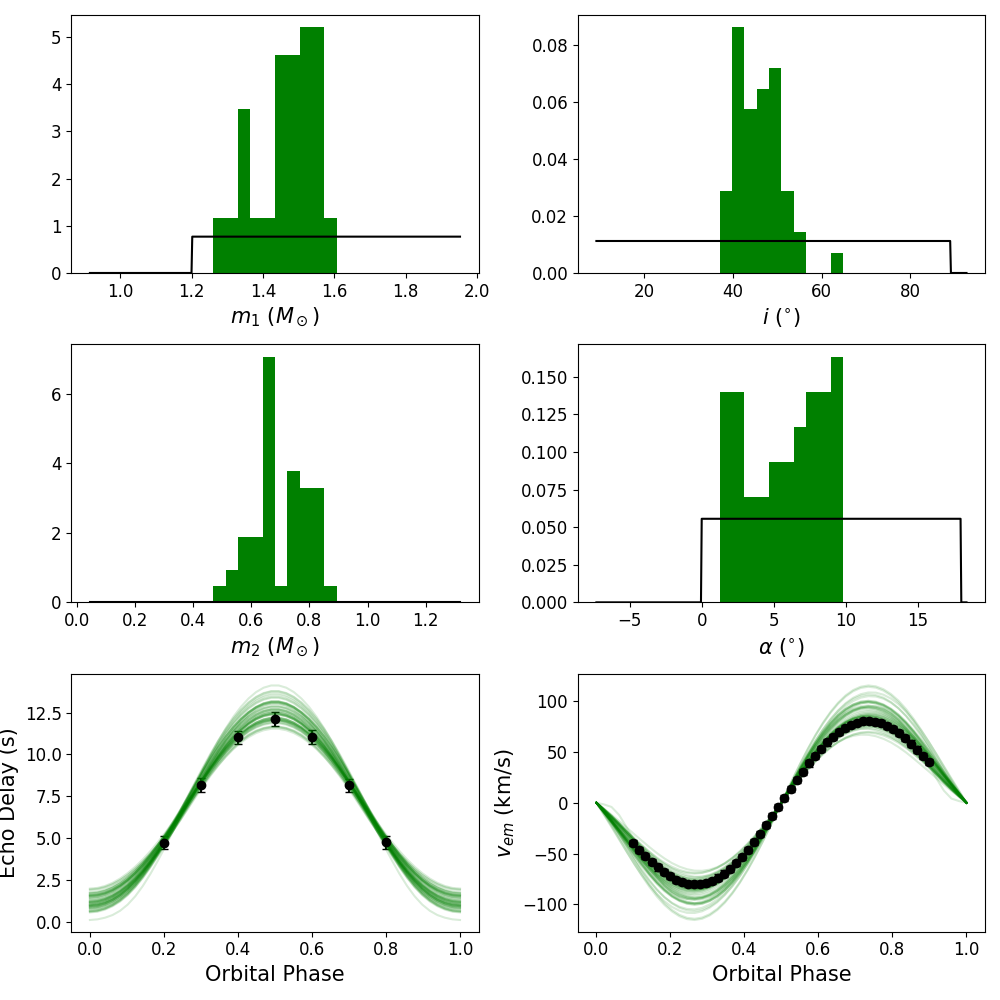 5
4
3
2
1
0
1.0 1.2 1.4 1.6 1.8 2.0
m₁ (M⊙)
0.08
0.06
0.04
0.02
0.00
20 40 60 80
i (°)
6
4
2
0
0.0 0.2 0.4 0.6 0.8 1.0 1.2
m₂ (M⊙)
0.150
0.125
0.100
0.075
0.050
0.025
0.000
−5 0 5 10 15
α (°)
Echo Delay (s)
12.5
10.0
7.5
5.0
2.5
0.0
0.0 0.2 0.4 0.6 0.8 1.0
Orbital Phase
vₑₘ (km/s)
100
50
0
−50
−100
0.0 0.2 0.4 0.6 0.8 1.0
Orbital Phase